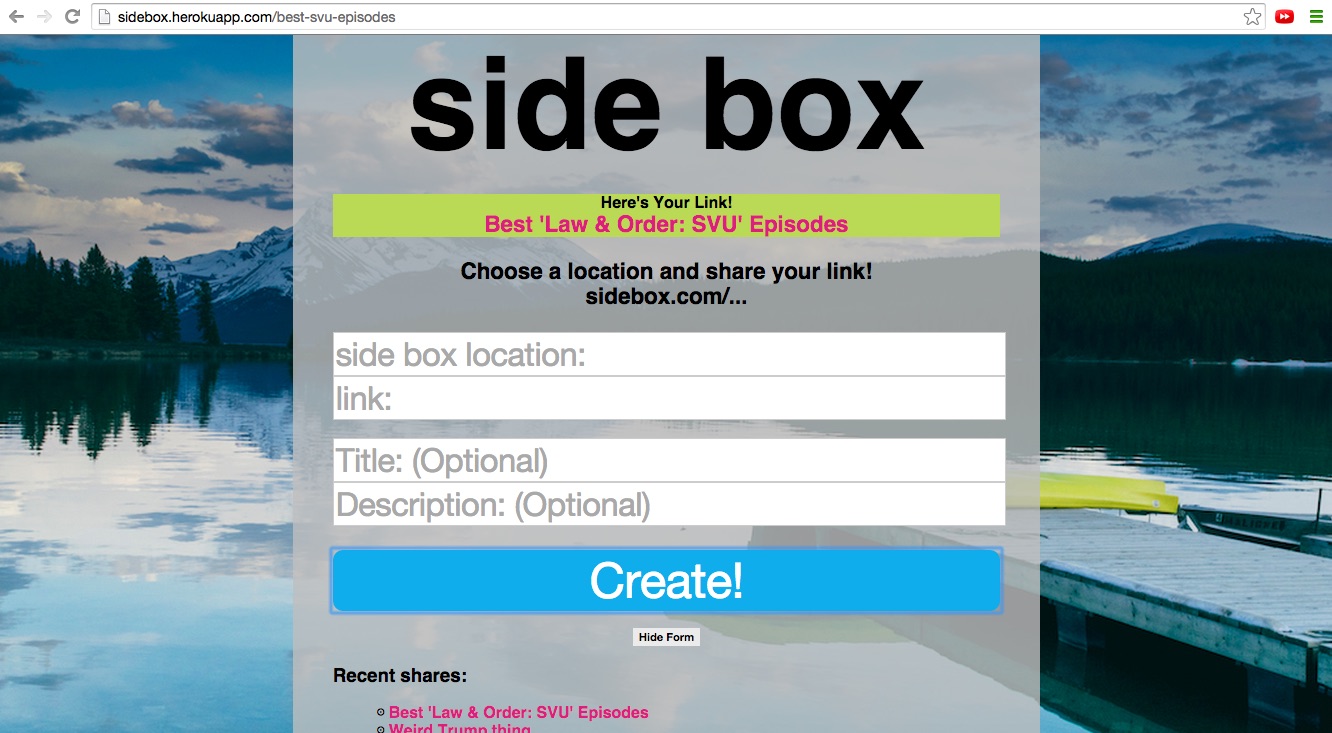 sidebox.herokuapp.com/best-svu-episodes
side box
Here's Your Link!
Best 'Law & Order: SVU' Episodes
Choose a location and share your link!
sidebox.com/...
side box location:
link:
Title: (Optional)
Description: (Optional)
Create!
Hide Form
Recent shares:
Best 'Law & Order: SVU' Episodes
Weird Trump thing